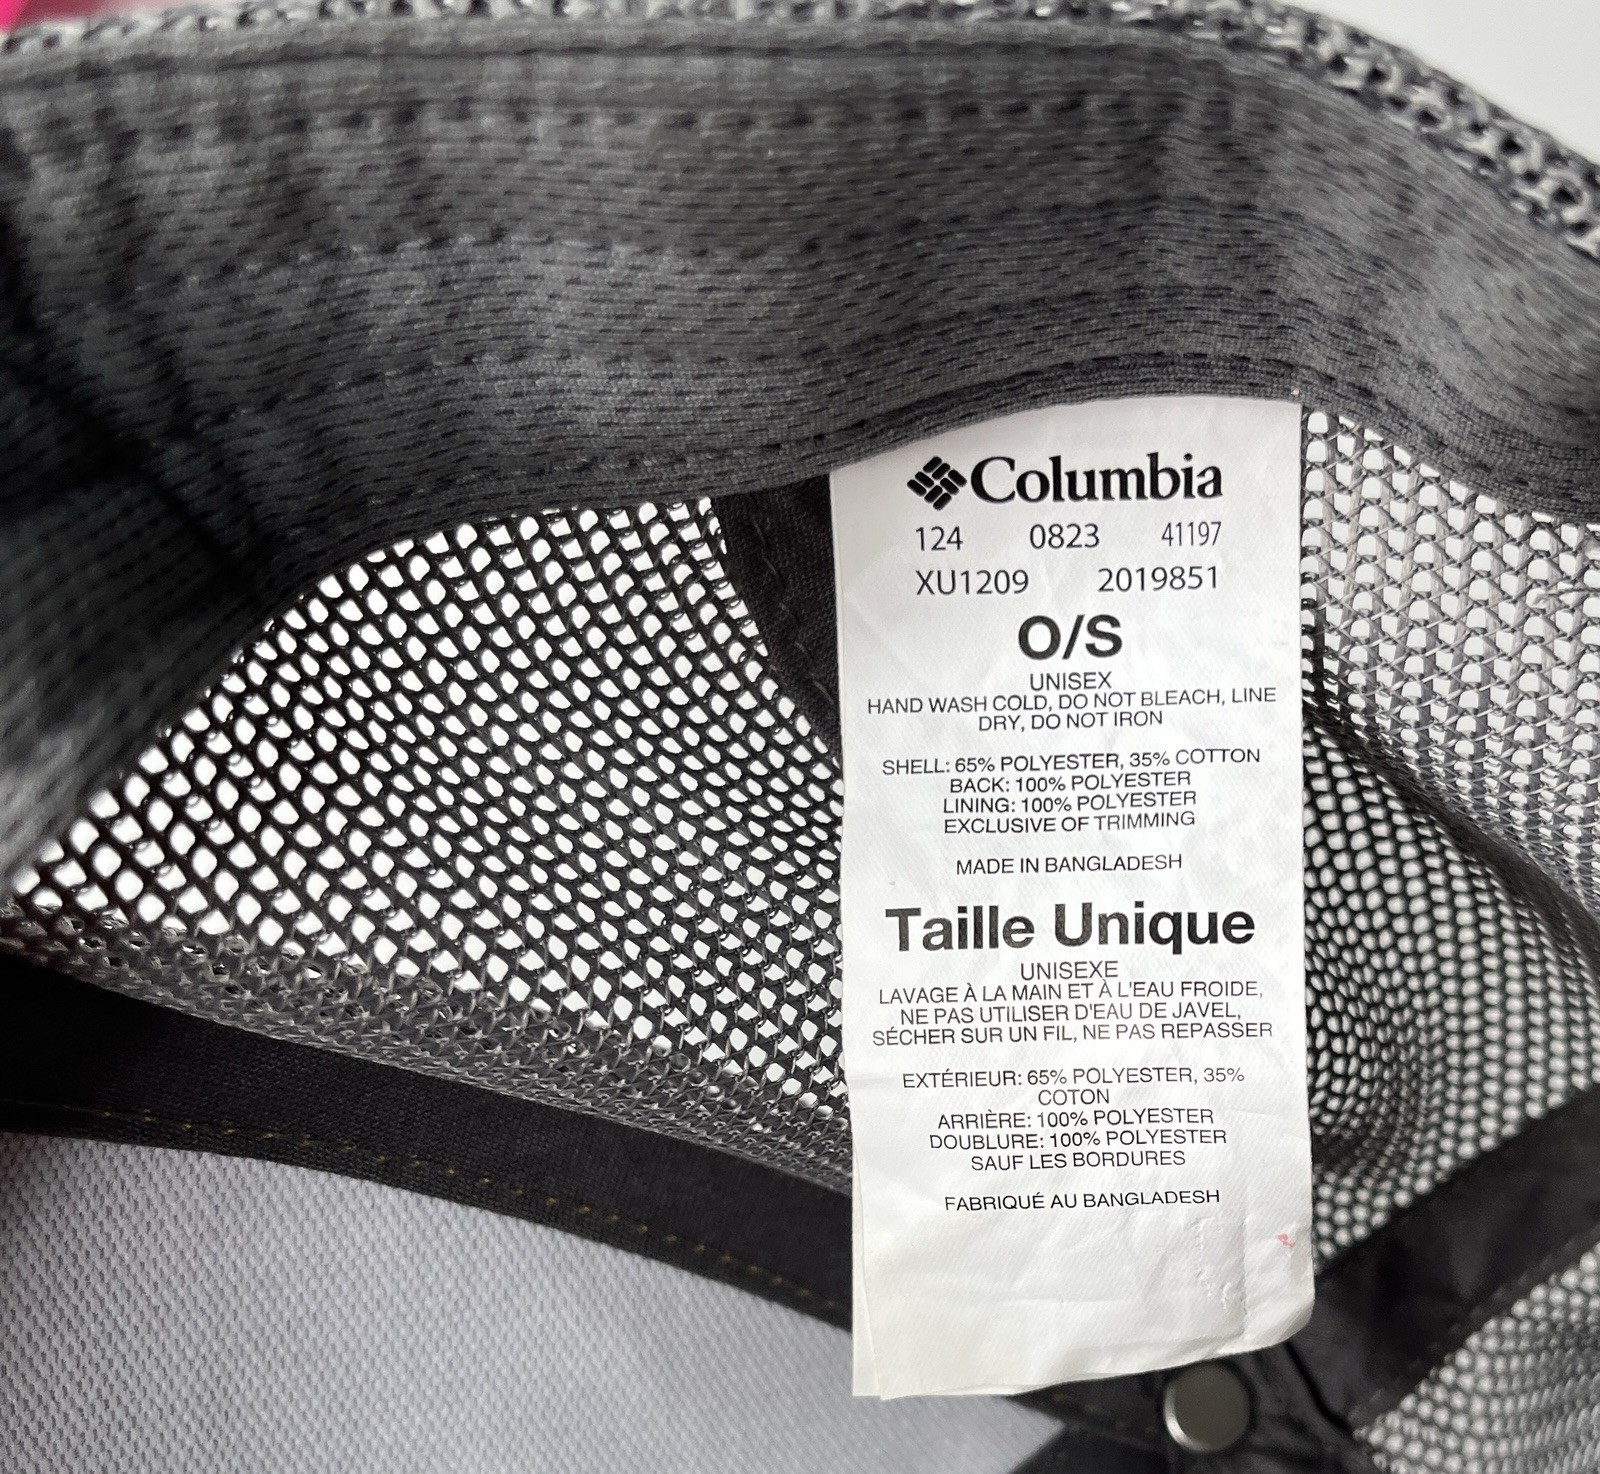 Columbia
124 0823 41197
XU1209 2019851
O/S
UNISEX
HAND WASH COLD, DO NOT BLEACH, LINE
DRY, DO NOT IRON
SHELL: 65% POLYESTER, 35% COTTON
BACK: 100% POLYESTER
LINING: 100% POLYESTER
EXCLUSIVE OF TRIMMING
MADE IN BANGLADESH
Taille Unique
UNISEXE
LAVAGE À LA MAIN ET À L'EAU FROIDE,
NE PAS UTILISER D'EAU DE JAVEL,
SÉCHER SUR UN FIL, NE PAS REPASSER
EXTÉRIEUR: 65% POLYESTER, 35%
COTON
ARRIÈRE: 100% POLYESTER
DOUBLURE: 100% POLYESTER
SAUF LES BORDURES
FABRIQUÉ AU BANGLADESH